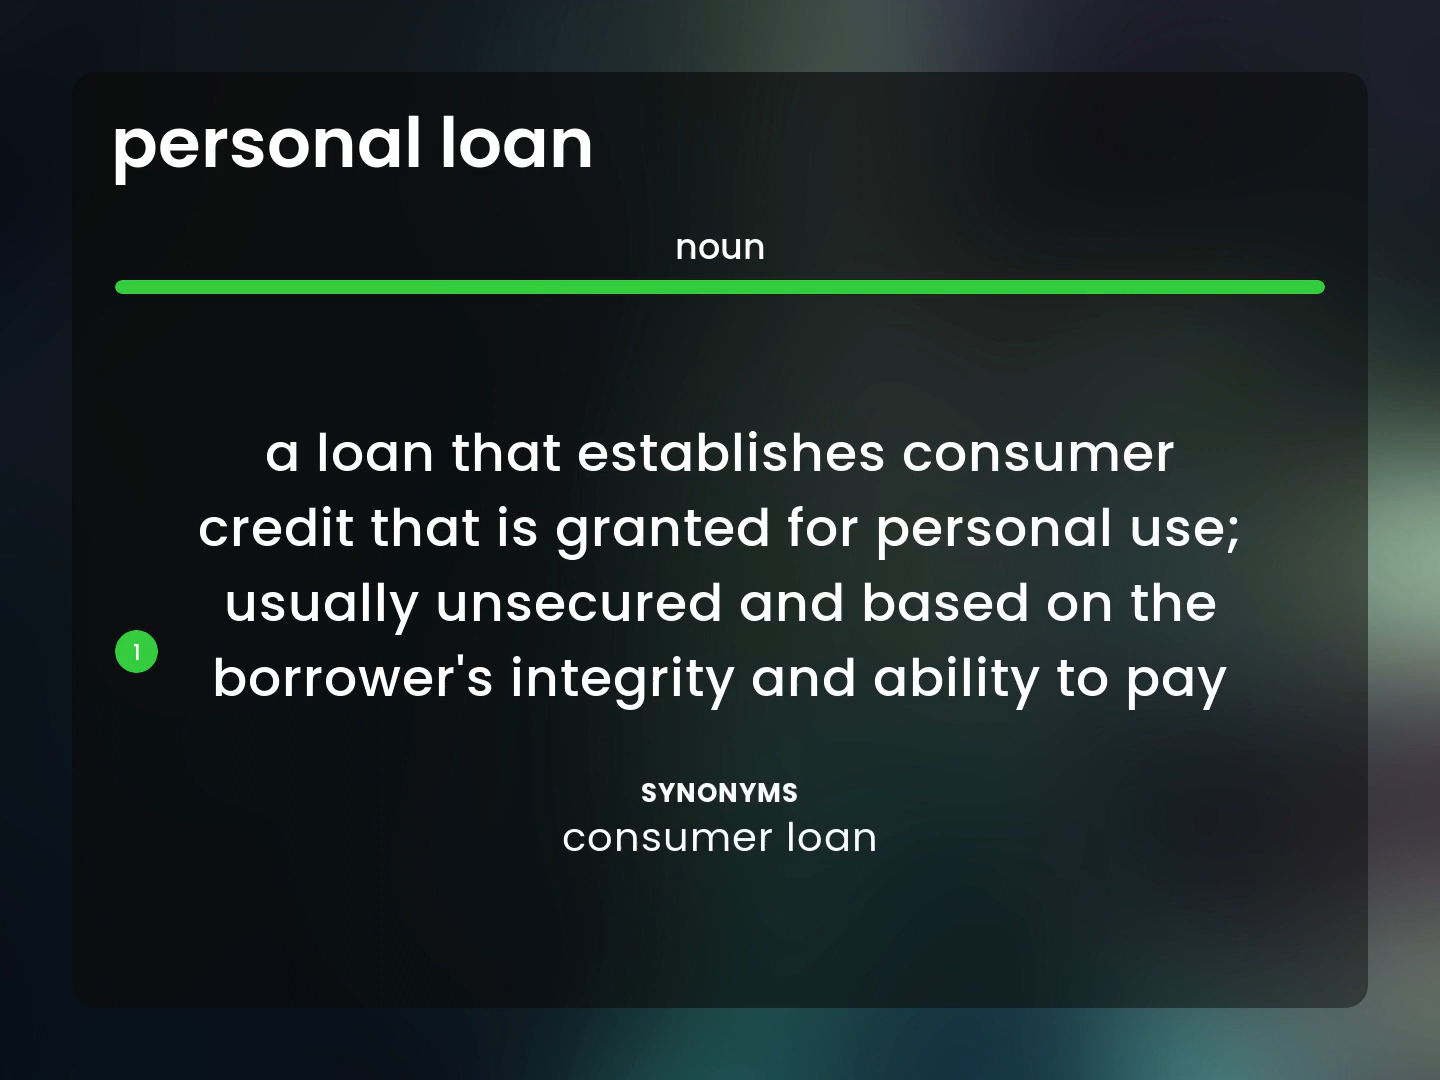 personal loan
noun
a loan that establishes consumer
credit that is granted for personal use;
usually unsecured and based on the
1
borrower's integrity and ability to pay
SYNONYMS
consumer loan